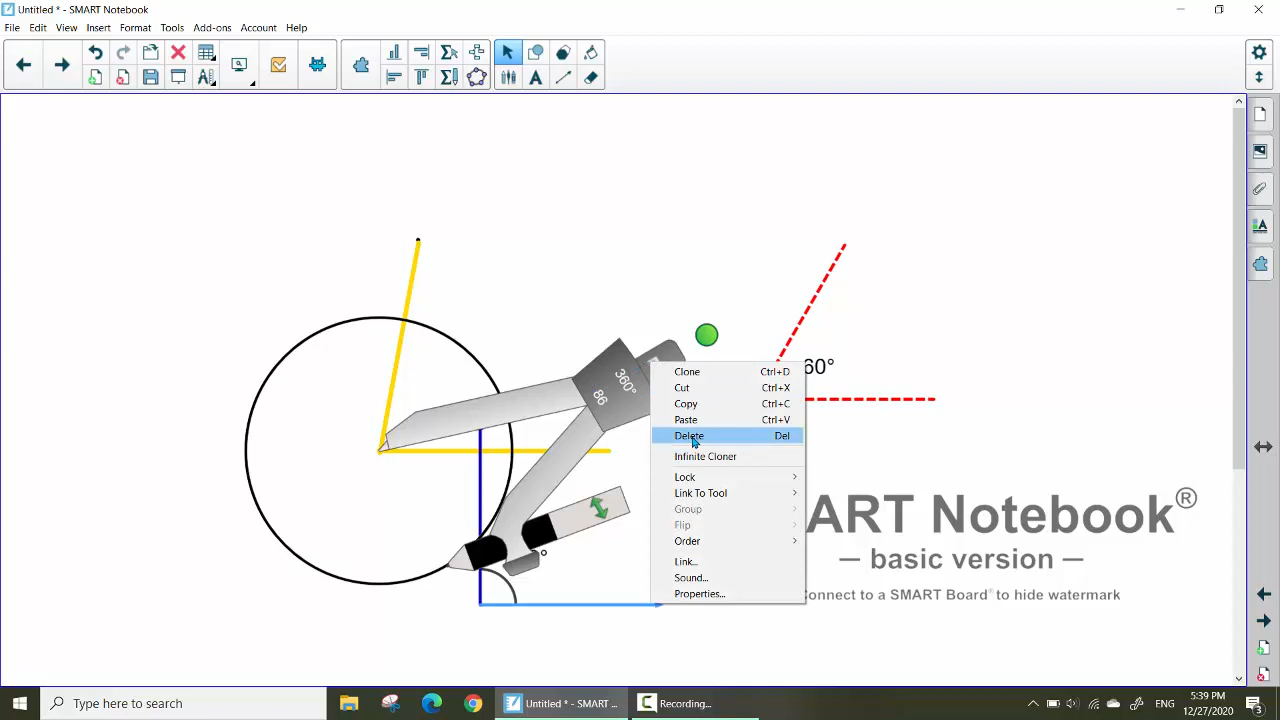 Untitled * - SMART Notebook
File Edit View Insert Format Tools Add-ons Account Help
360°
86
60°
Clone Ctrl+D
Cut Ctrl+X
Copy Ctrl+C
Paste Ctrl+V
Delete Del
Infinite Cloner
Lock
Link To Tool
Group
Flip
Order
Link...
Sound...
Properties...
ART Notebook®
— basic version —
onnect to a SMART Board® to hide watermark
Type here to search
Untitled * - SMART ...
Recording...
ENG
5:39 PM
12/27/2020
3